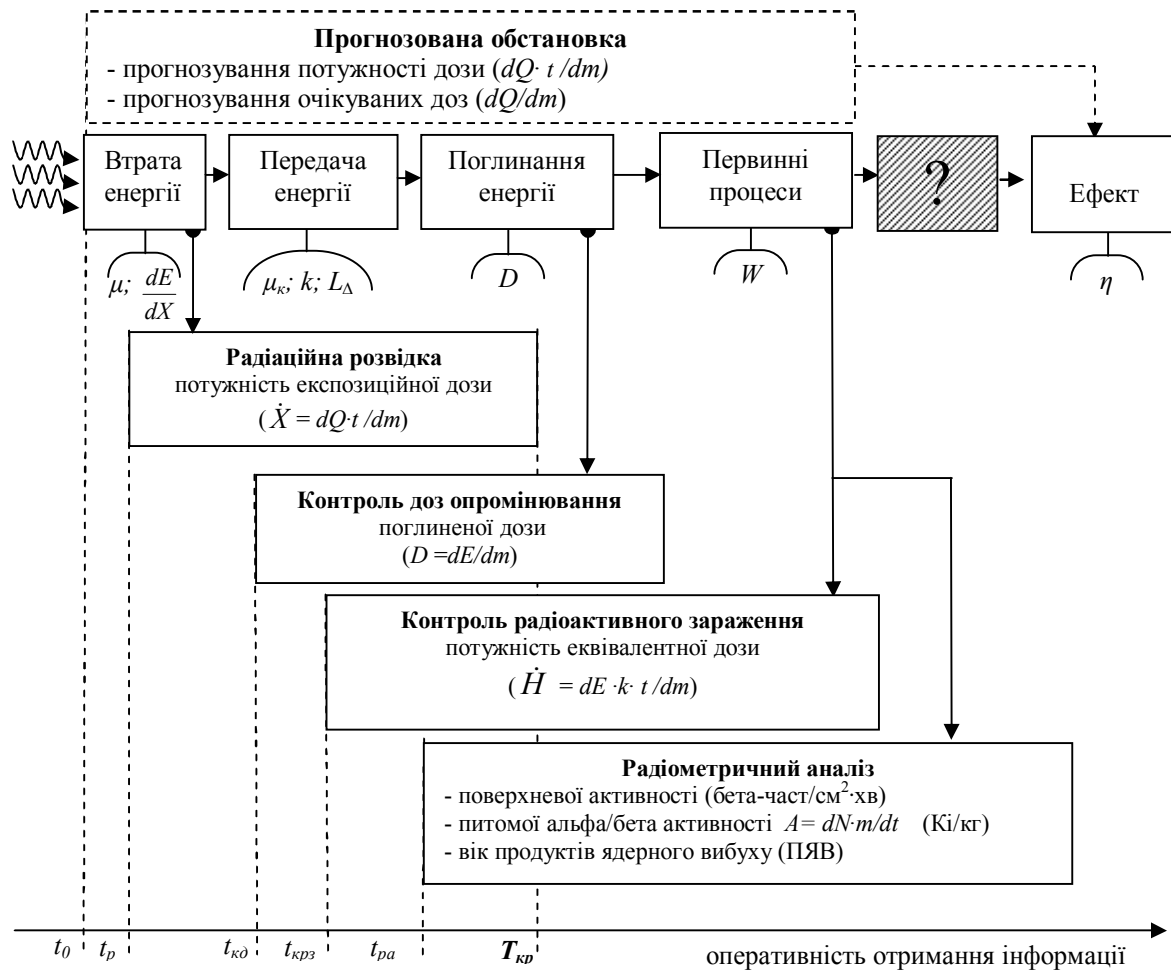 Прогнозована обстановка
- прогнозування потужності дози (dQ· t /dm)
- прогнозування очікуваних доз (dQ/dm)
Втрата
енергії
Передача
енергії
Поглинання
енергії
Первинні
процеси
?
Ефект
μ; dE/dX
μк; k; LΔ
D
W
η
Радіаційна розвідка
потужність експозиційної дози
( Ẋ = dQ·t /dm)
Контроль доз опромінювання
поглиненої дози
(D =dE/dm)
Контроль радіоактивного зараження
потужність еквівалентної дози
( Ḣ = dE ·k· t /dm)
Радіометричний аналіз
- поверхневої активності (бета-част/см²·хв)
- питомої альфа/бета активності A= dN·m/dt (Кі/кг)
- вік продуктів ядерного вибуху (ПЯВ)
t0 tр tкд tкрз tра Tкр
оперативність отримання інформації